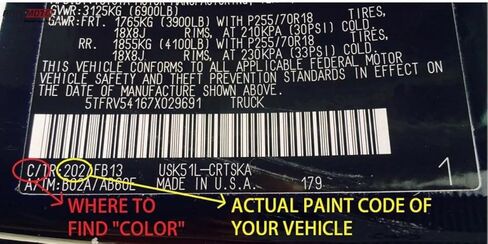 GVWR: 3125KG (6900LB)
GAWR: FRT. 1765KG (3900LB) WITH P255/70R18 TIRES,
18X8J RIMS, AT 210KPA (30PSI) COLD.
RR. 1855KG (4100LB) WITH P255/70R18 TIRES,
18X8J RIMS, AT 230KPA (33PSI) COLD.
THIS VEHICLE CONFORMS TO ALL APPLICABLE FEDERAL MOTOR
VEHICLE SAFETY AND THEFT PREVENTION STANDARDS IN EFFECT ON
THE DATE OF MANUFACTURE SHOWN ABOVE.
5TFRV54167X029691 TRUCK
C/TR: 202/FB13 USK51L-CRTSKA
A/TM: B02A/AB60E MADE IN U.S.A. 179 1
WHERE TO FIND "COLOR"
ACTUAL PAINT CODE OF YOUR VEHICLE